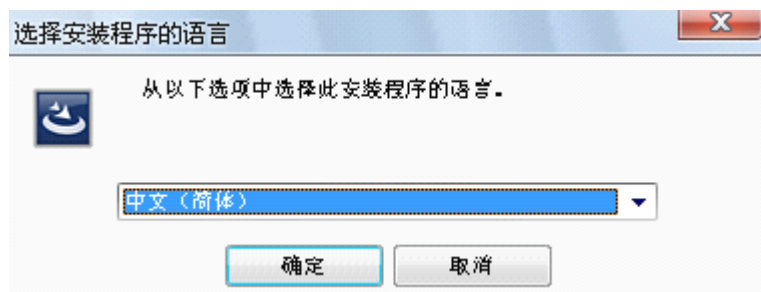 选择安装程序的语言
从以下选项中选择此安装程序的语言。
中文（简体）
确定
取消